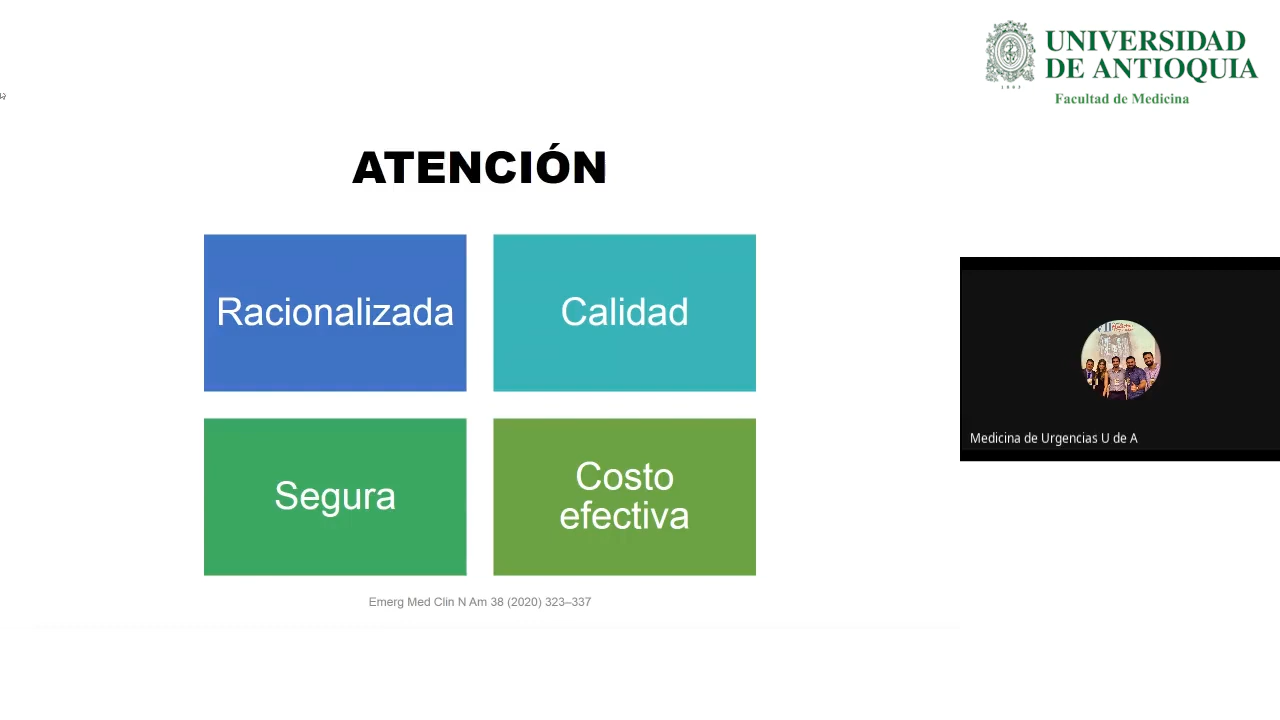 UNIVERSIDAD
DE ANTIOQUIA
1803
Facultad de Medicina
ATENCIÓN
Racionalizada
Calidad
Segura
Costo
efectiva
Medicina de Urgencias U de A
Emerg Med Clin N Am 38 (2020) 323–337